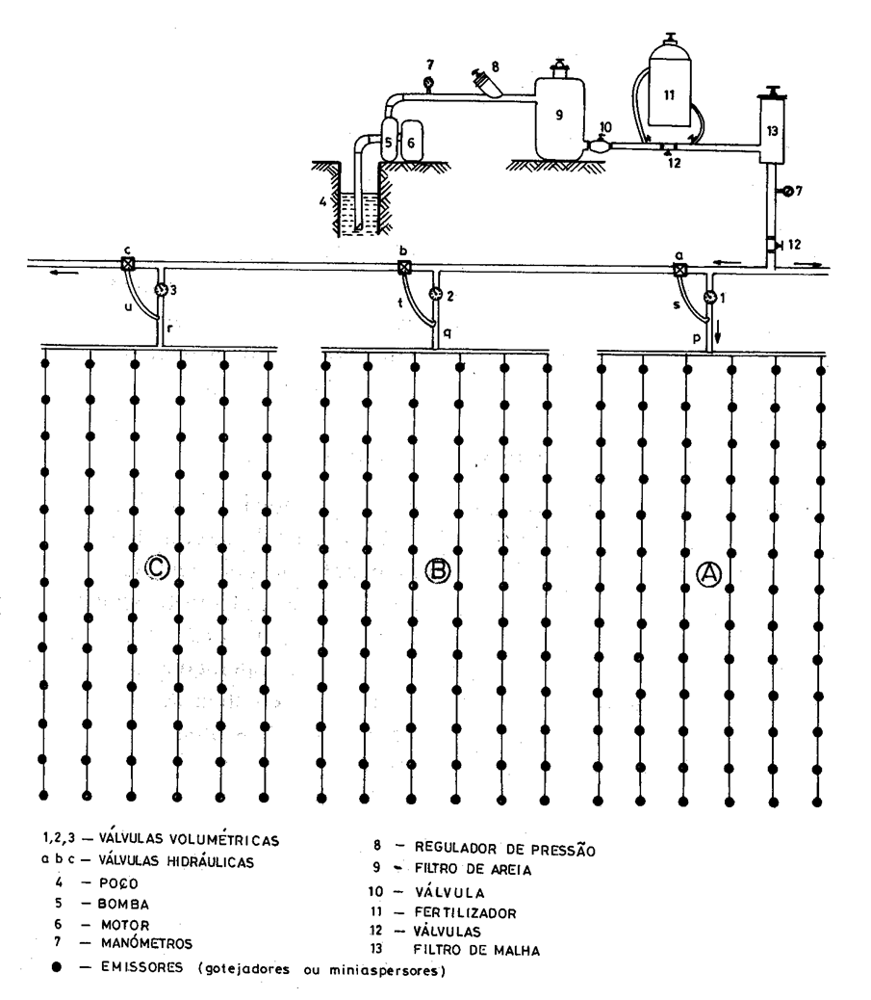 7
8
9
10
11
12
13
5
6
4
7
12
c
b
a
3
2
1
u
t
s
r
q
p
C
B
A
1,2,3 — VÁLVULAS VOLUMÉTRICAS
a b c — VÁLVULAS HIDRÁULICAS
4 — POÇO
5 — BOMBA
6 — MOTOR
7 — MANÓMETROS
● — EMISSORES (gotejadores ou miniaspersores)
8 — REGULADOR DE PRESSÃO
9 - FILTRO DE AREIA
10 — VÁLVULA
11 — FERTILIZADOR
12 — VÁLVULAS
13 FILTRO DE MALHA